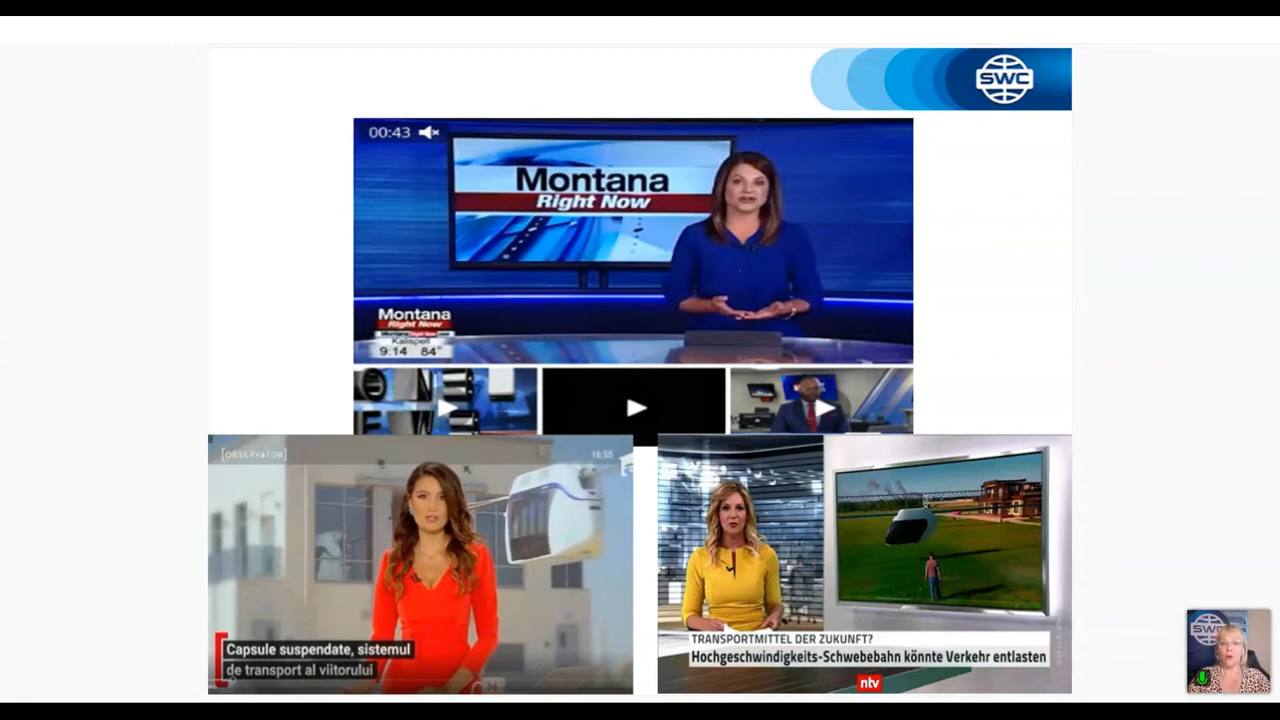 SWC
00:43
Montana
Right Now
Montana
Right Now
Kalispell
9:14 84°
[OBSERVATOR]
16:55
Capsule suspendate, sistemul
de transport al viitorului
TRANSPORTMITTEL DER ZUKUNFT?
Hochgeschwindigkeits-Schwebebahn könnte Verkehr entlasten
ntv
SWC